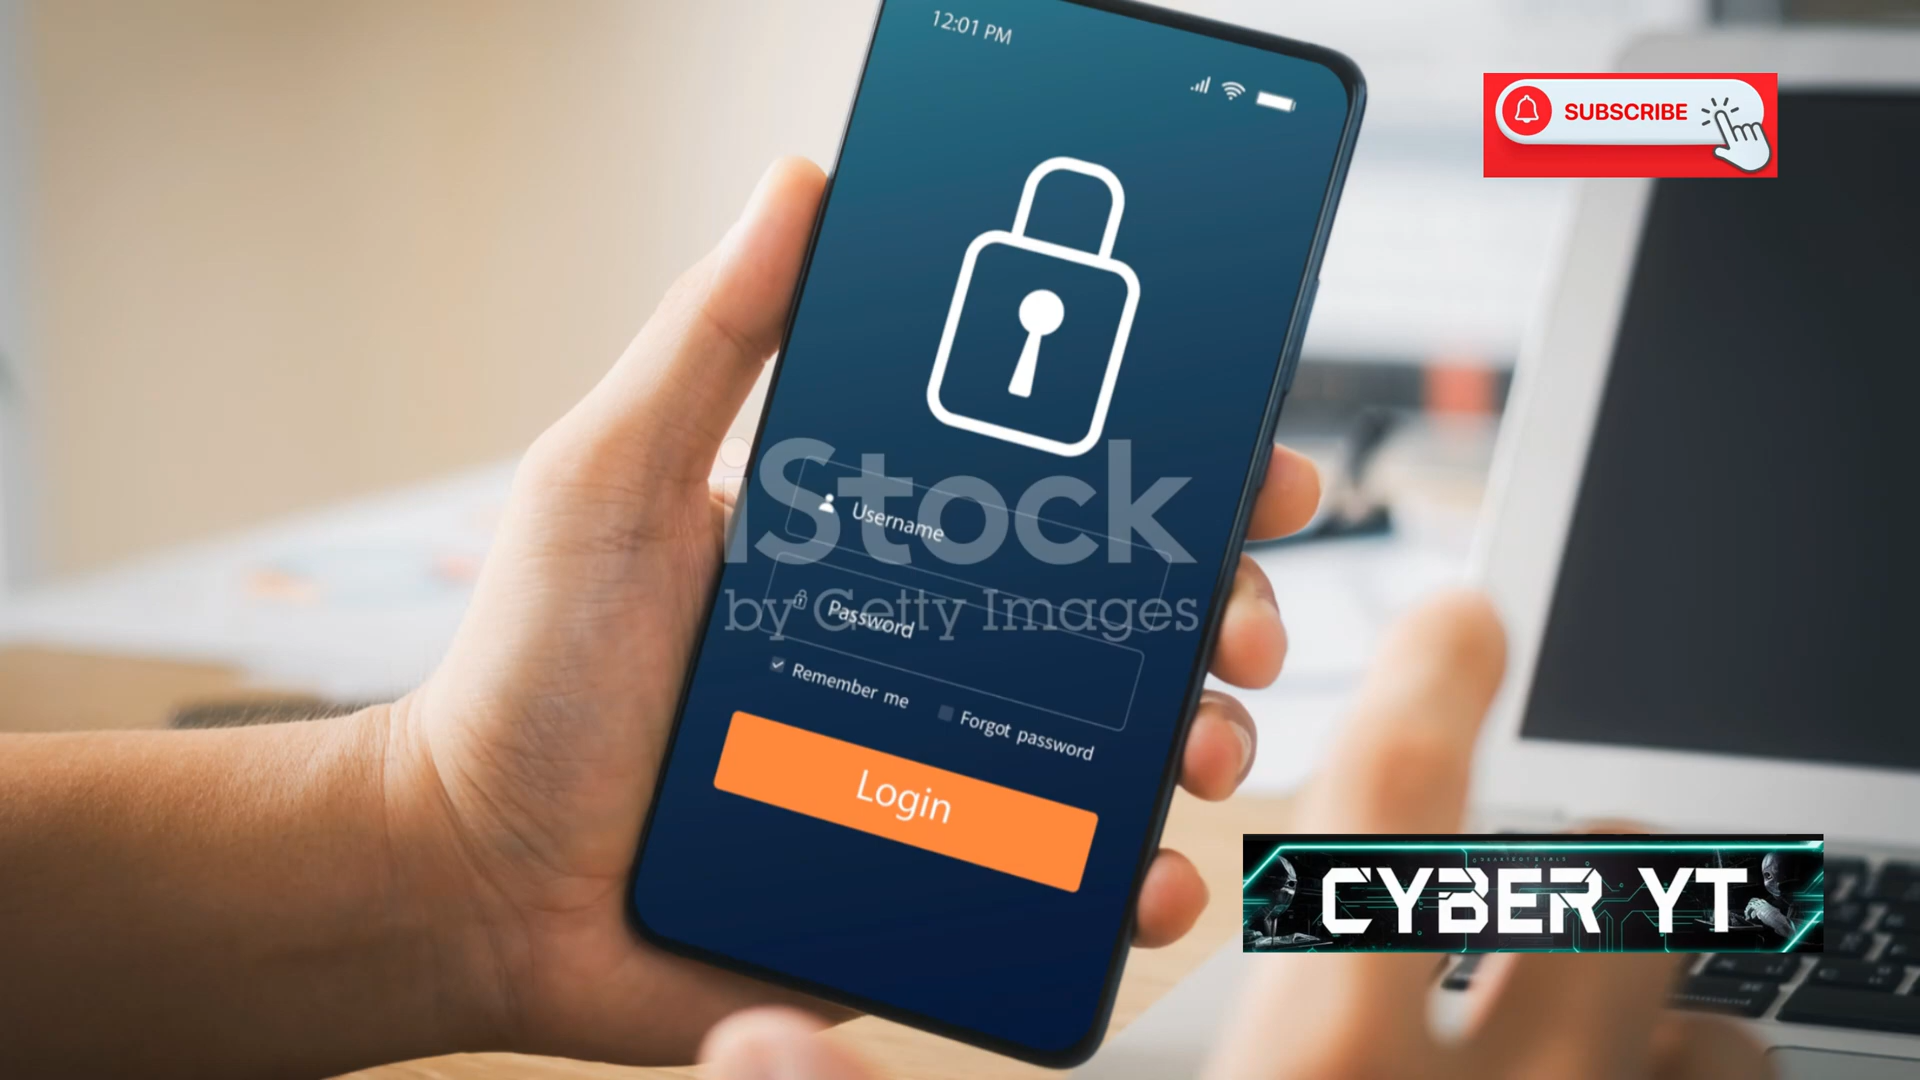 12:01 PM
SUBSCRIBE
iStock
by Getty Images
Username
Password
Remember me
Forgot password
Login
CYBER YT